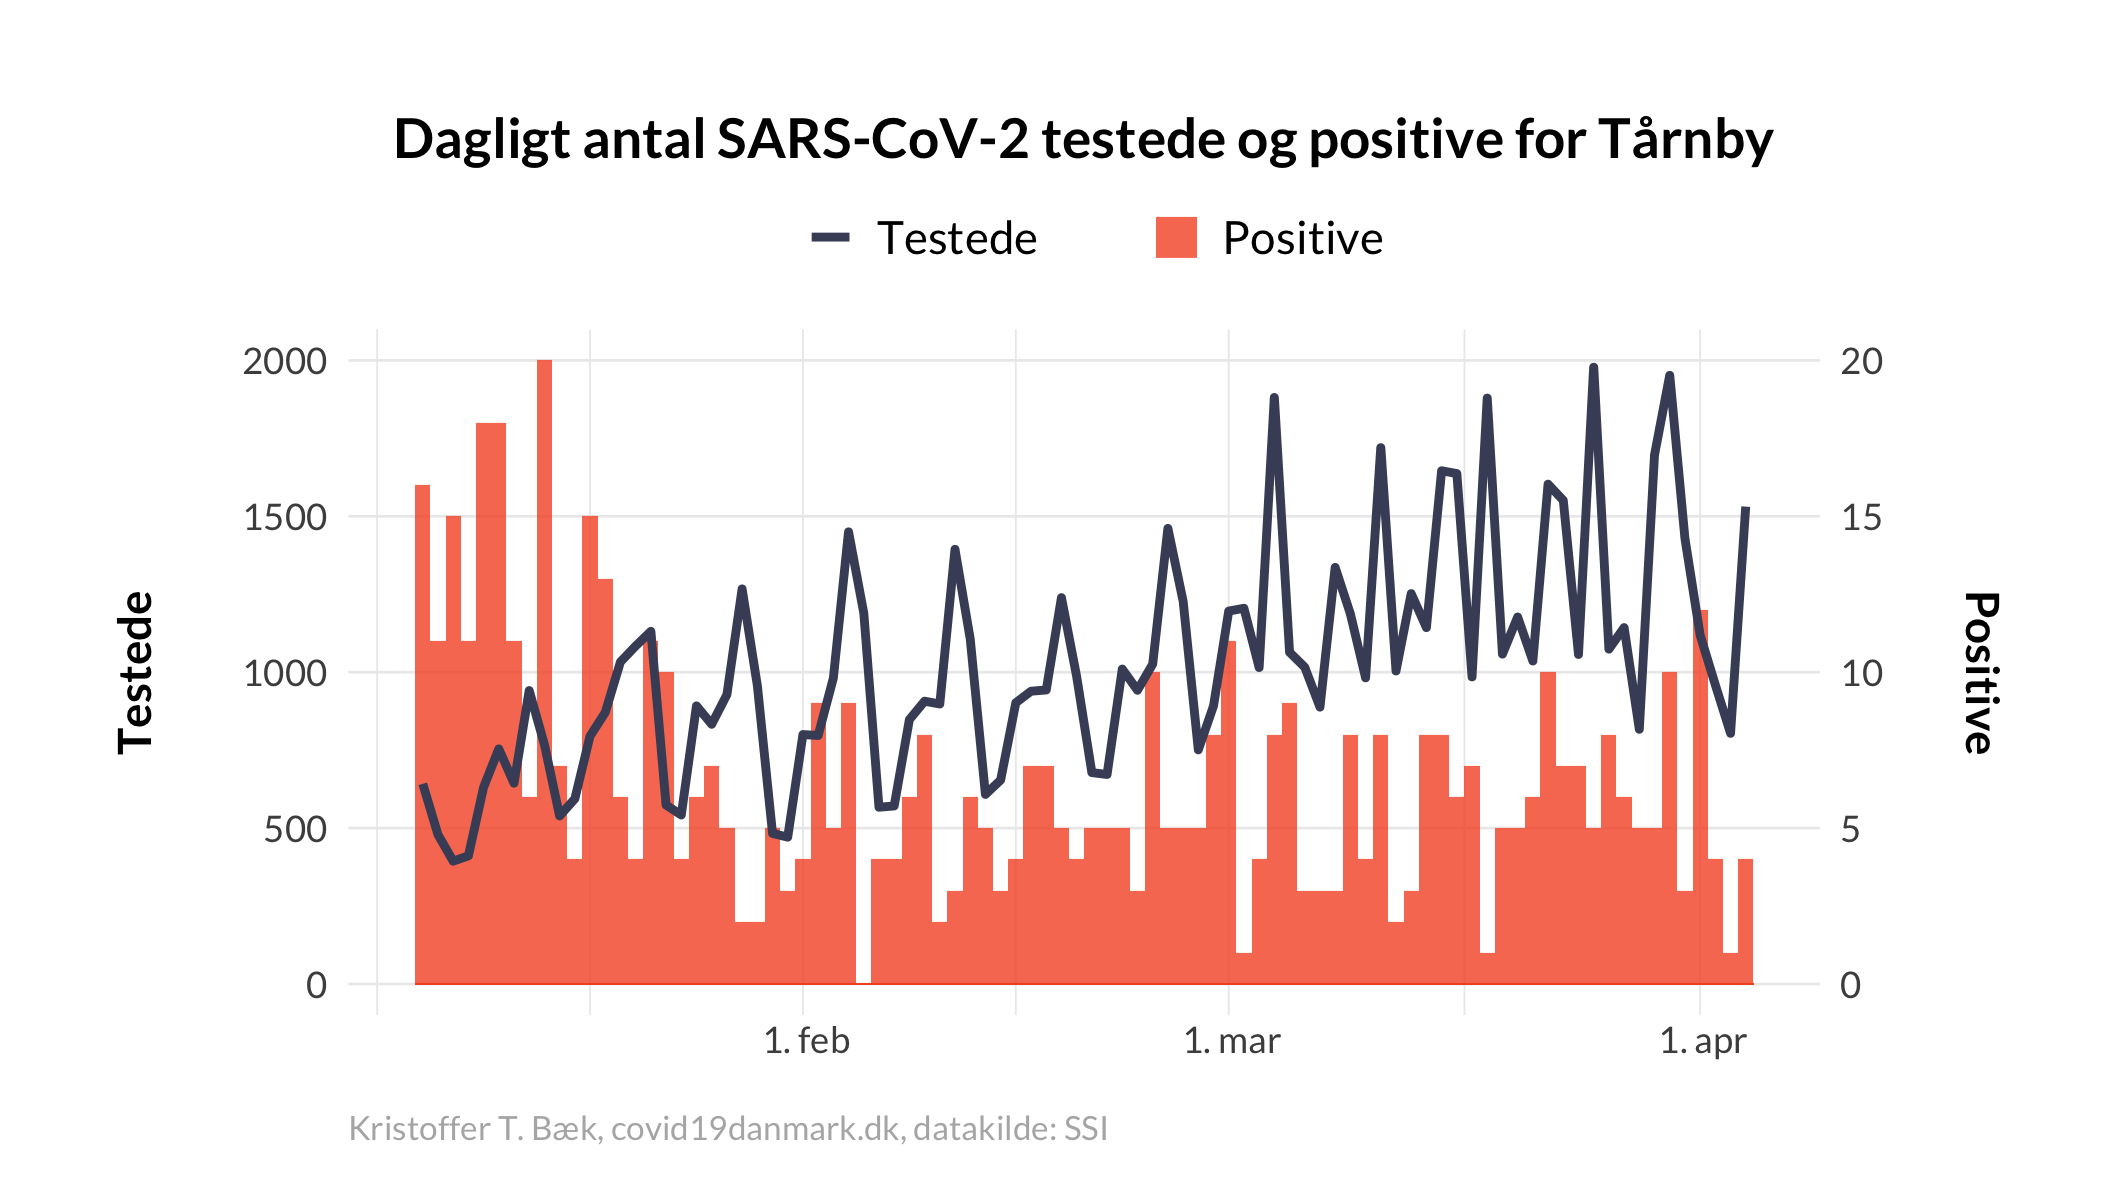 Dagligt antal SARS-CoV-2 testede og positive for Tårnby
Testede
Positive
2000
1500
1000
500
0
Testede
20
15
10
5
0
Positive
1. feb
1. mar
1. apr
Kristoffer T. Bæk, covid19danmark.dk, datakilde: SSI